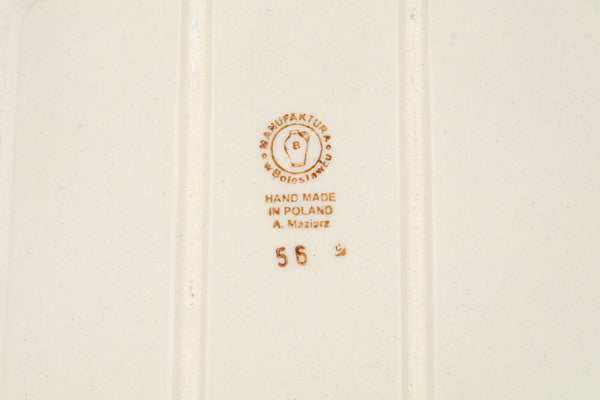 MANUFAKTURA
B
w Bolesławcu
HAND MADE
IN POLAND
A. Maziarz
56